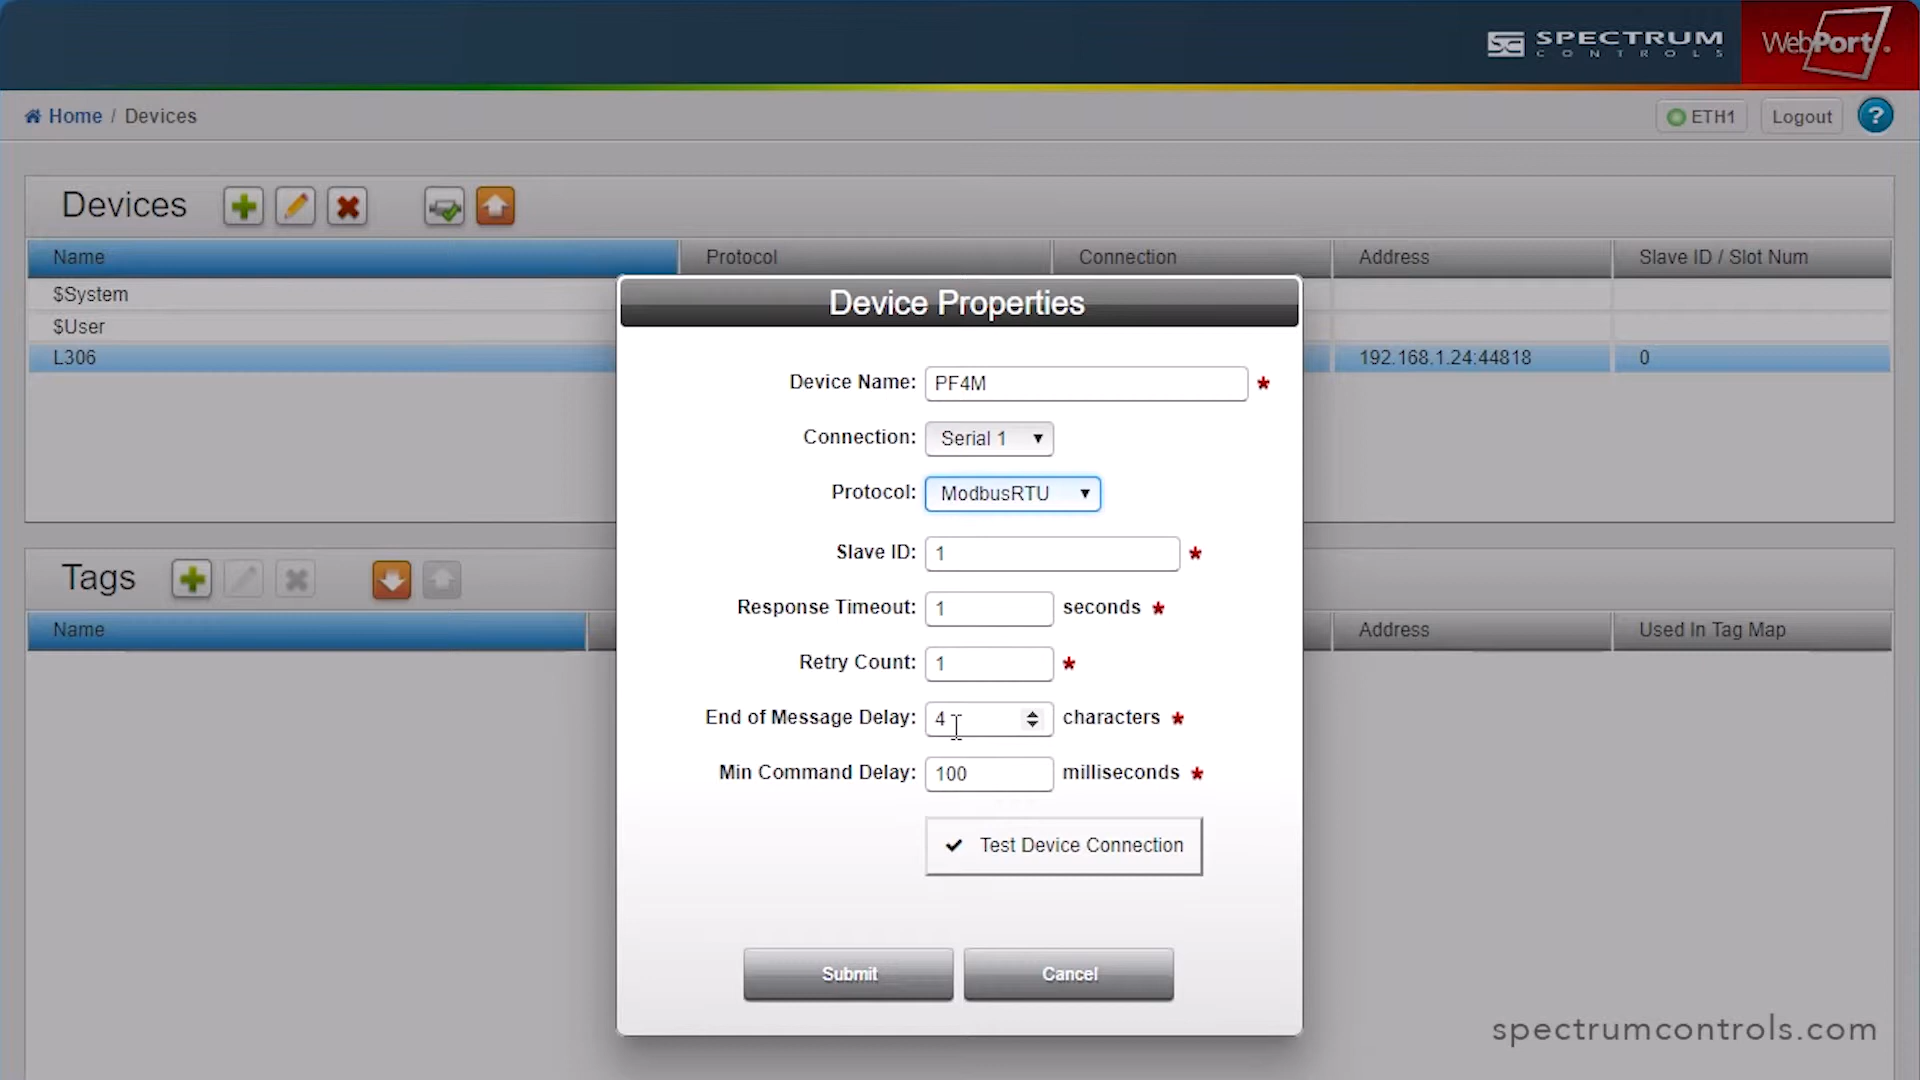 SPECTRUM
CONTROLS
WebPort
Home / Devices
ETH1
Logout
?
Devices
Name
Protocol
Connection
Address
Slave ID / Slot Num
$System
$User
L306
192.168.1.24:44818
0
Device Properties
Device Name: PF4M *
Connection: Serial 1
Protocol: ModbusRTU
Slave ID: 1 *
Response Timeout: 1 seconds *
Retry Count: 1 *
End of Message Delay: 4 characters *
Min Command Delay: 100 milliseconds *
Test Device Connection
Submit
Cancel
Tags
Name
Address
Used In Tag Map
spectrumcontrols.com